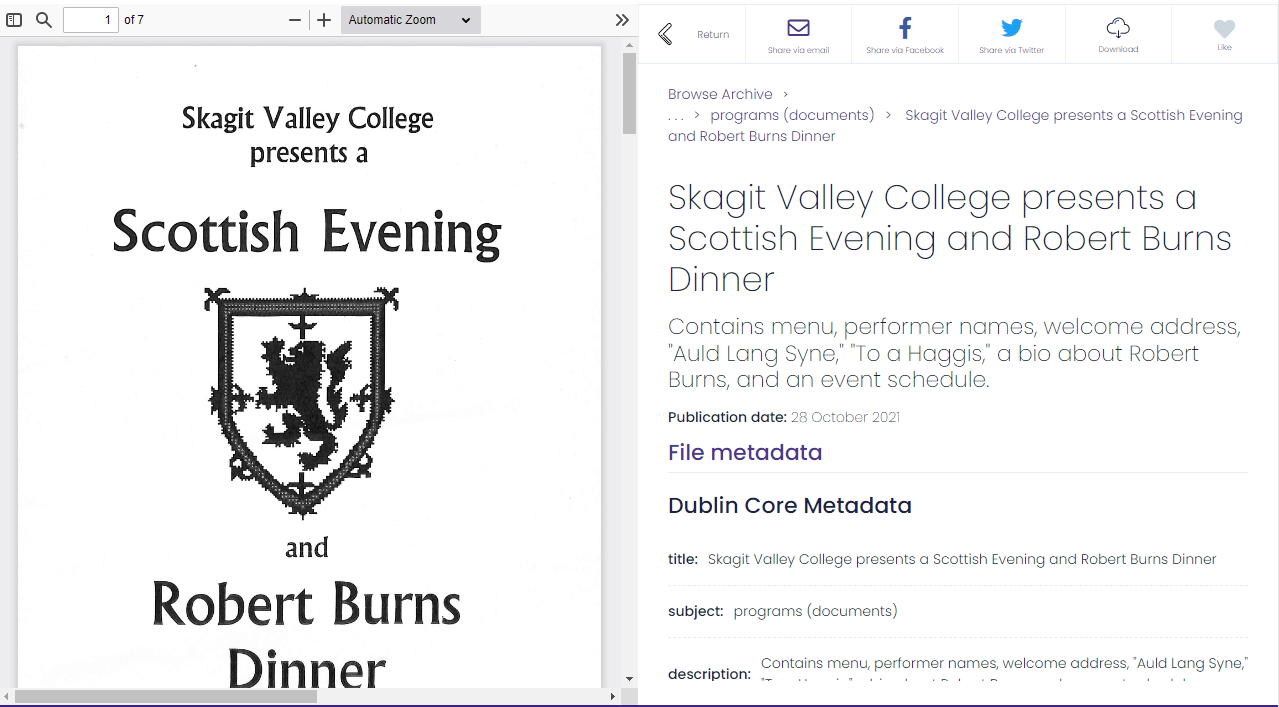 1 of 7
Automatic Zoom
Skagit Valley College
presents a
Scottish Evening
and
Robert Burns
Dinner
Return
Share via email
Share via Facebook
Share via Twitter
Download
Like
Browse Archive >
... > programs (documents) > Skagit Valley College presents a Scottish Evening
and Robert Burns Dinner
Skagit Valley College presents a
Scottish Evening and Robert Burns
Dinner
Contains menu, performer names, welcome address,
"Auld Lang Syne," "To a Haggis," a bio about Robert
Burns, and an event schedule.
Publication date: 28 October 2021
File metadata
Dublin Core Metadata
title: Skagit Valley College presents a Scottish Evening and Robert Burns Dinner
subject: programs (documents)
description: Contains menu, performer names, welcome address, "Auld Lang Syne,"